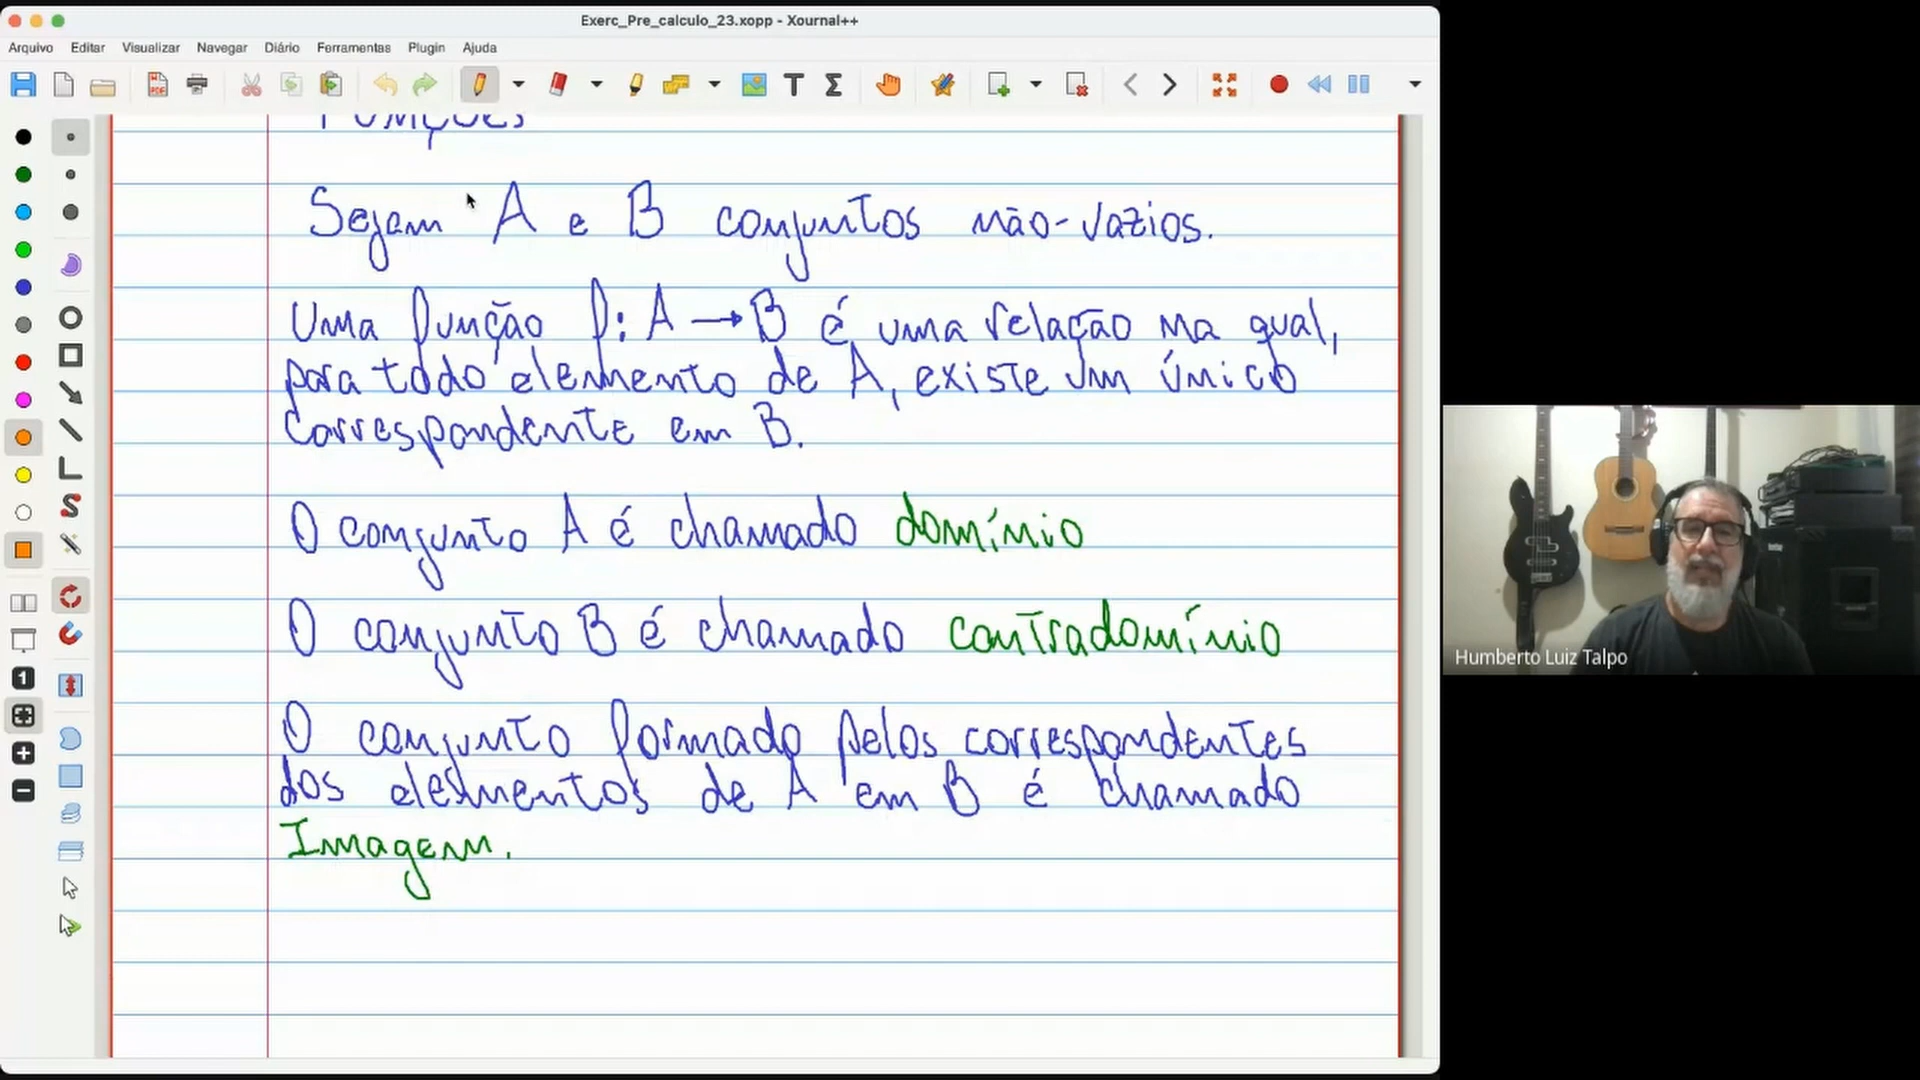 Exerc_Pre_calculo_23.xopp - Xournal++
Arquivo Editar Visualizar Navegar Diário Ferramentas Plugin Ajuda
Funções
Sejam A e B conjuntos não-vazios.
Uma função f: A → B é uma relação na qual,
para todo elemento de A, existe um único
correspondente em B.
O conjunto A é chamado domínio
O conjunto B é chamado contradomínio
O conjunto formado pelos correspondentes
dos elementos de A em B é chamado
Imagem.
Humberto Luiz Talpo